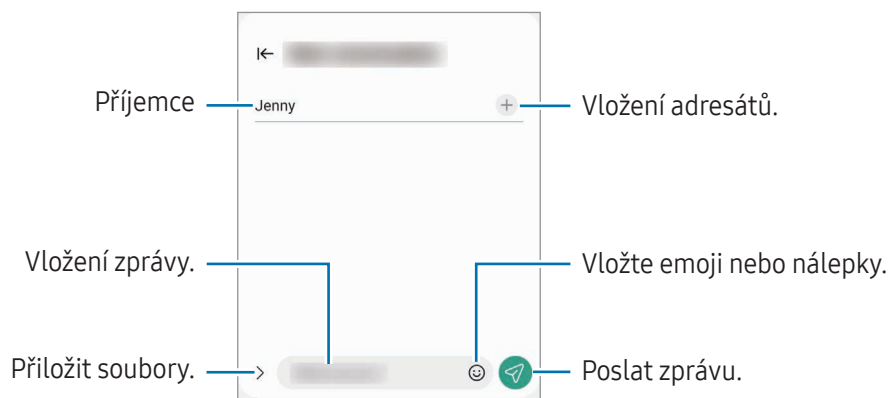 Příjemce
Jenny
Vložení adresátů.
Vložení zprávy.
Vložte emoji nebo nálepky.
Přiložit soubory.
Poslat zprávu.